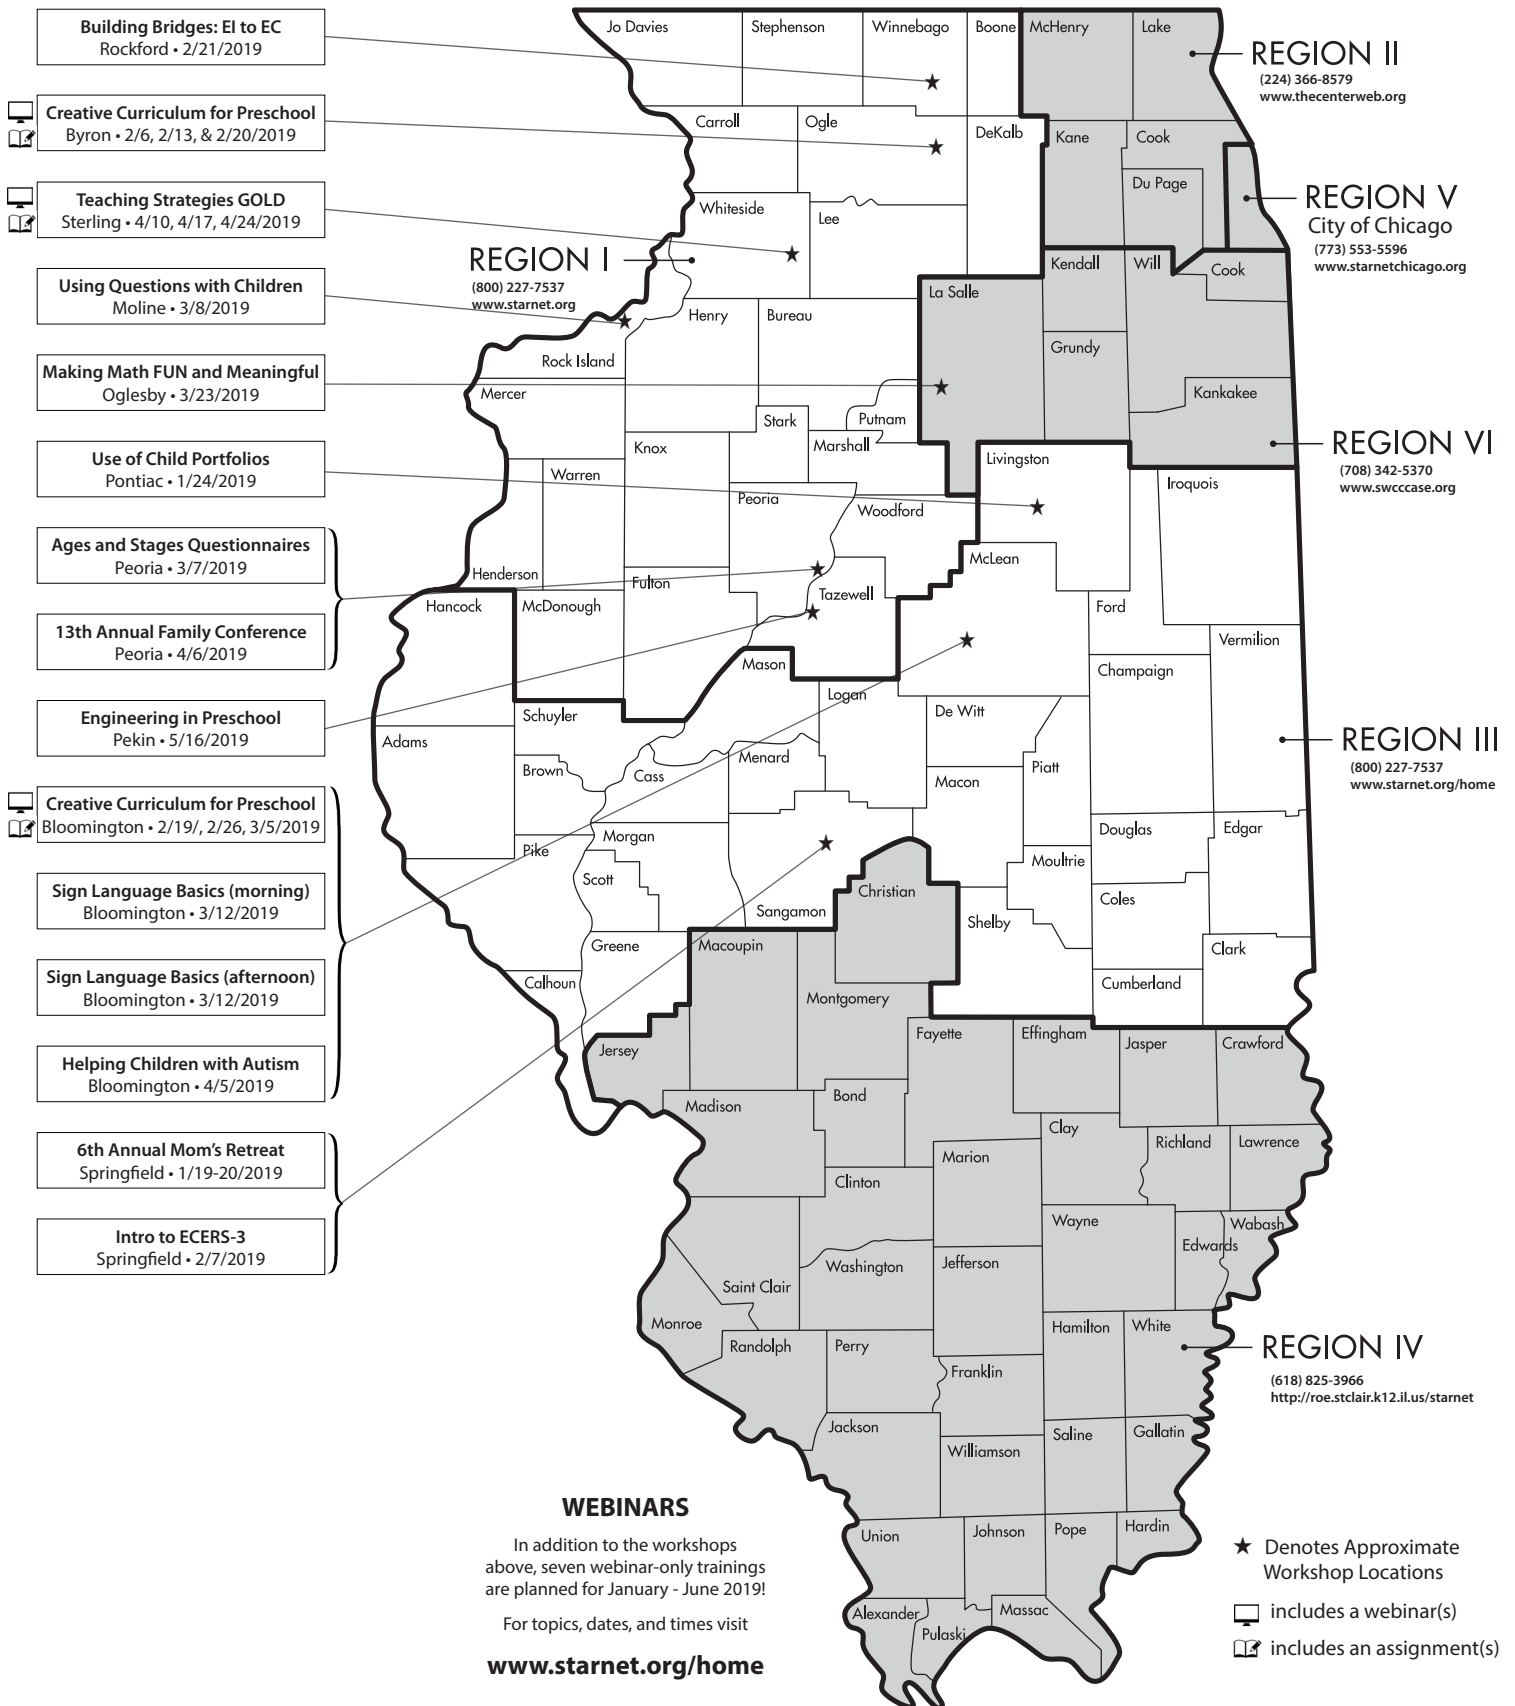 Building Bridges: EI to EC
Rockford • 2/21/2019
Creative Curriculum for Preschool
Byron • 2/6, 2/13, & 2/20/2019
Teaching Strategies GOLD
Sterling • 4/10, 4/17, 4/24/2019
Using Questions with Children
Moline • 3/8/2019
Making Math FUN and Meaningful
Oglesby • 3/23/2019
Use of Child Portfolios
Pontiac • 1/24/2019
Ages and Stages Questionnaires
Peoria • 3/7/2019
13th Annual Family Conference
Peoria • 4/6/2019
Engineering in Preschool
Pekin • 5/16/2019
Creative Curriculum for Preschool
Bloomington • 2/19/, 2/26, 3/5/2019
Sign Language Basics (morning)
Bloomington • 3/12/2019
Sign Language Basics (afternoon)
Bloomington • 3/12/2019
Helping Children with Autism
Bloomington • 4/5/2019
6th Annual Mom's Retreat
Springfield • 1/19-20/2019
Intro to ECERS-3
Springfield • 2/7/2019
Jo Davies
Stephenson
Winnebago
Boone
McHenry
Lake
Carroll
Ogle
DeKalb
Kane
Cook
Du Page
Whiteside
Lee
Kendall
Will
Cook
La Salle
Henry
Bureau
Grundy
Rock Island
Mercer
Kankakee
Stark
Putnam
Knox
Marshall
Livingston
Warren
Iroquois
Peoria
Woodford
McLean
Henderson
Fulton
Tazewell
Hancock
McDonough
Ford
Vermilion
Mason
Champaign
Logan
De Witt
Schuyler
Adams
Menard
Piatt
Brown
Cass
Macon
Douglas
Edgar
Morgan
Pike
Moultrie
Scott
Christian
Coles
Sangamon
Shelby
Greene
Macoupin
Clark
Calhoun
Cumberland
Montgomery
Fayette
Effingham
Jasper
Crawford
Jersey
Bond
Madison
Clay
Richland
Lawrence
Marion
Clinton
Wayne
Wabash
Edwards
Jefferson
Washington
Saint Clair
Monroe
Hamilton
White
Randolph
Perry
Franklin
Jackson
Saline
Gallatin
Williamson
Union
Johnson
Pope
Hardin
Alexander
Massac
Pulaski
REGION I
(800) 227-7537
www.starnet.org
REGION II
(224) 366-8579
www.thecenterweb.org
REGION V
City of Chicago
(773) 553-5596
www.starnetchicago.org
REGION VI
(708) 342-5370
www.swcccase.org
REGION III
(800) 227-7537
www.starnet.org/home
REGION IV
(618) 825-3966
http://roe.stclair.k12.il.us/starnet
WEBINARS
In addition to the workshops
above, seven webinar-only trainings
are planned for January - June 2019!
For topics, dates, and times visit
www.starnet.org/home
Denotes Approximate
Workshop Locations
includes a webinar(s)
includes an assignment(s)